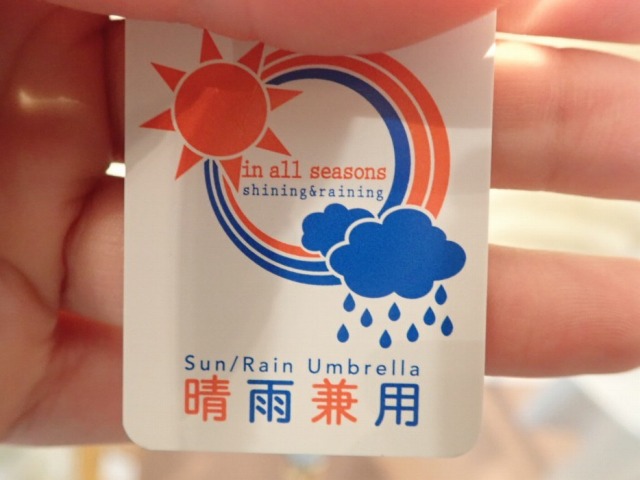 in all seasons
shining&raining
Sun/Rain Umbrella
晴雨兼用